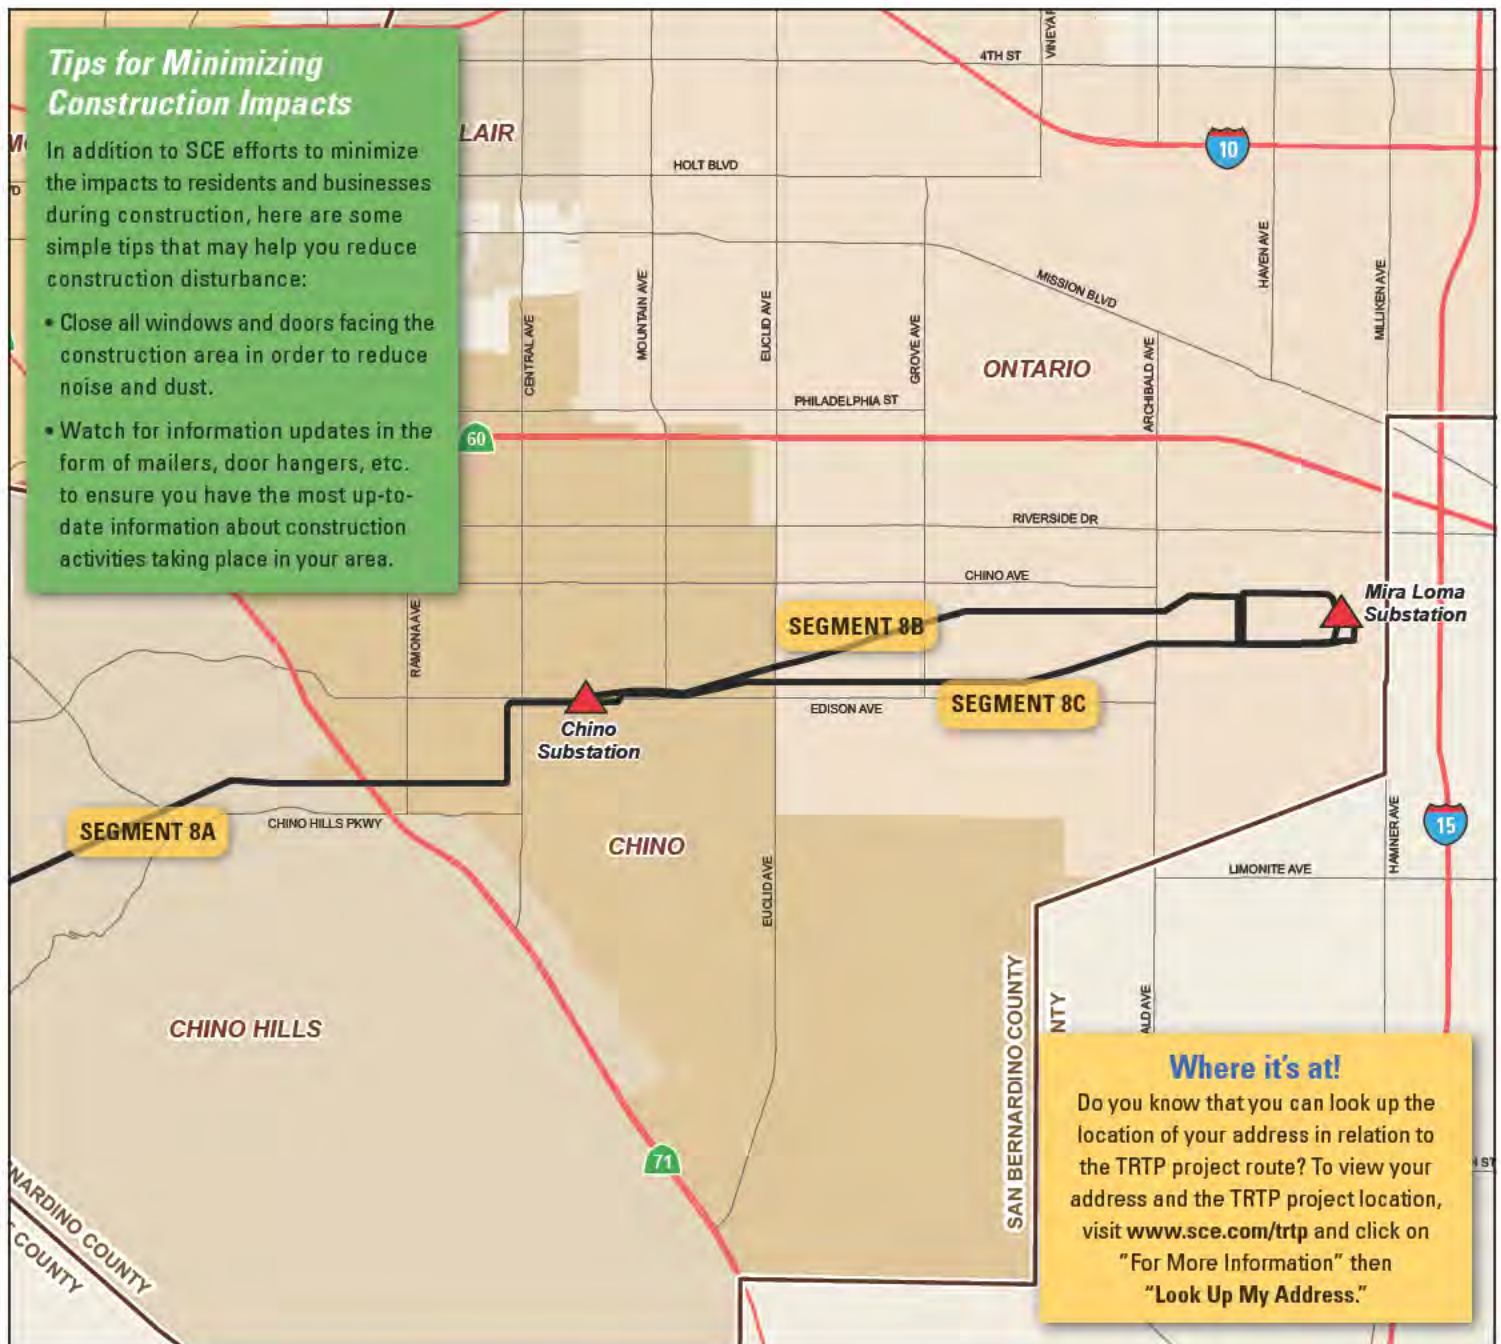 Tips for Minimizing
Construction Impacts
In addition to SCE efforts to minimize
the impacts to residents and businesses
during construction, here are some
simple tips that may help you reduce
construction disturbance:
• Close all windows and doors facing the
construction area in order to reduce
noise and dust.
• Watch for information updates in the
form of mailers, door hangers, etc.
to ensure you have the most up-to-
date information about construction
activities taking place in your area.
4TH ST
VINEYAR
LAIR
10
HOLT BLVD
HAVEN AVE
MILLIKEN AVE
MISSION BLVD
MOUNTAIN AVE
EUCLID AVE
CENTRAL AVE
GROVE AVE
ARCHIBALD AVE
ONTARIO
PHILADELPHIA ST
60
RIVERSIDE DR
CHINO AVE
Mira Loma
Substation
SEGMENT 8B
RAMONA AVE
SEGMENT 8C
EDISON AVE
Chino
Substation
SEGMENT 8A
CHINO HILLS PKWY
CHINO
15
HAMNER AVE
LIMONITE AVE
EUCLID AVE
CHINO HILLS
SAN BERNARDINO COUNTY
NTY
ALD AVE
71
NARDINO COUNTY
COUNTY
Where it's at!
Do you know that you can look up the
location of your address in relation to
the TRTP project route? To view your
address and the TRTP project location,
visit www.sce.com/trtp and click on
"For More Information" then
"Look Up My Address."
ST